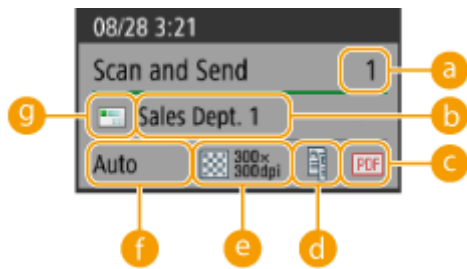 08/28 3:21
Scan and Send 1 a
g Sales Dept. 1 b
Auto 300× 300dpi PDF c
f e d